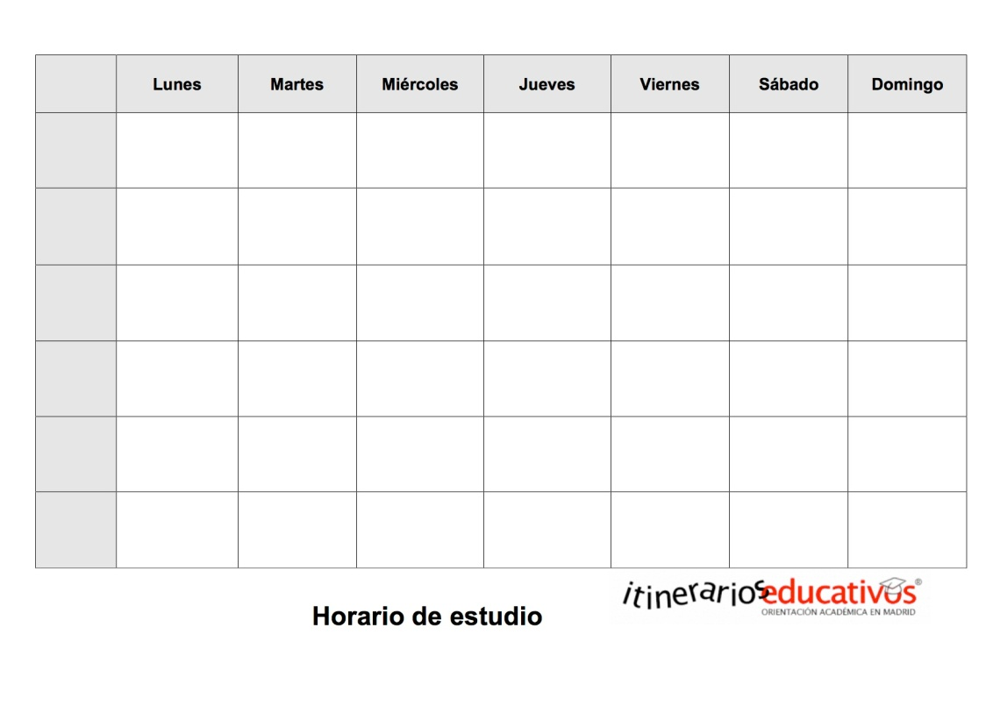 Lunes Martes Miércoles Jueves Viernes Sábado Domingo
Horario de estudio
itinerarioseducativos®
ORIENTACIÓN ACADÉMICA EN MADRID